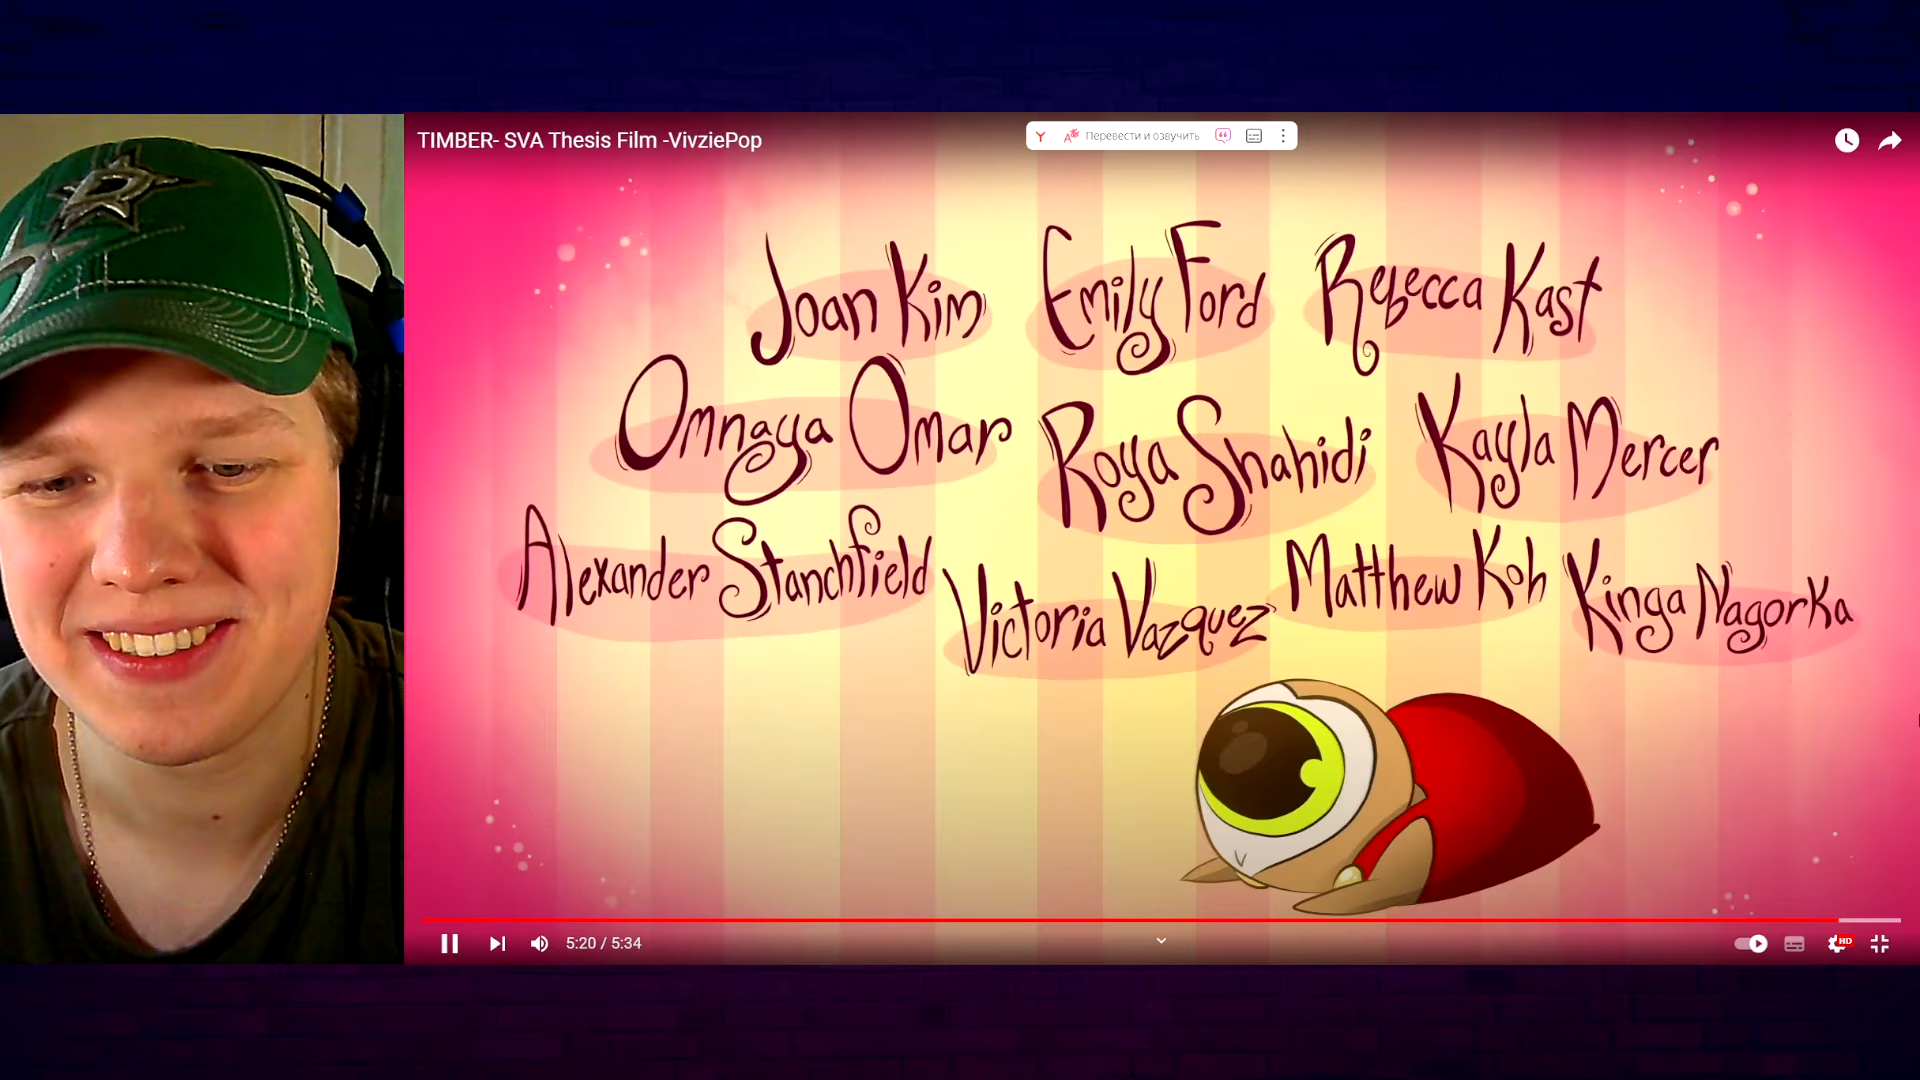 TIMBER- SVA Thesis Film -VivziePop
Перевести и озвучить
Joan Kim Emily Ford Rebecca Kast
Omnaya Omar Roya Shahidi Kayla Mercer
Alexander Stanchfield Victoria Vazquez Matthew Koh Kinga Nagorka
5:20 / 5:34
HD